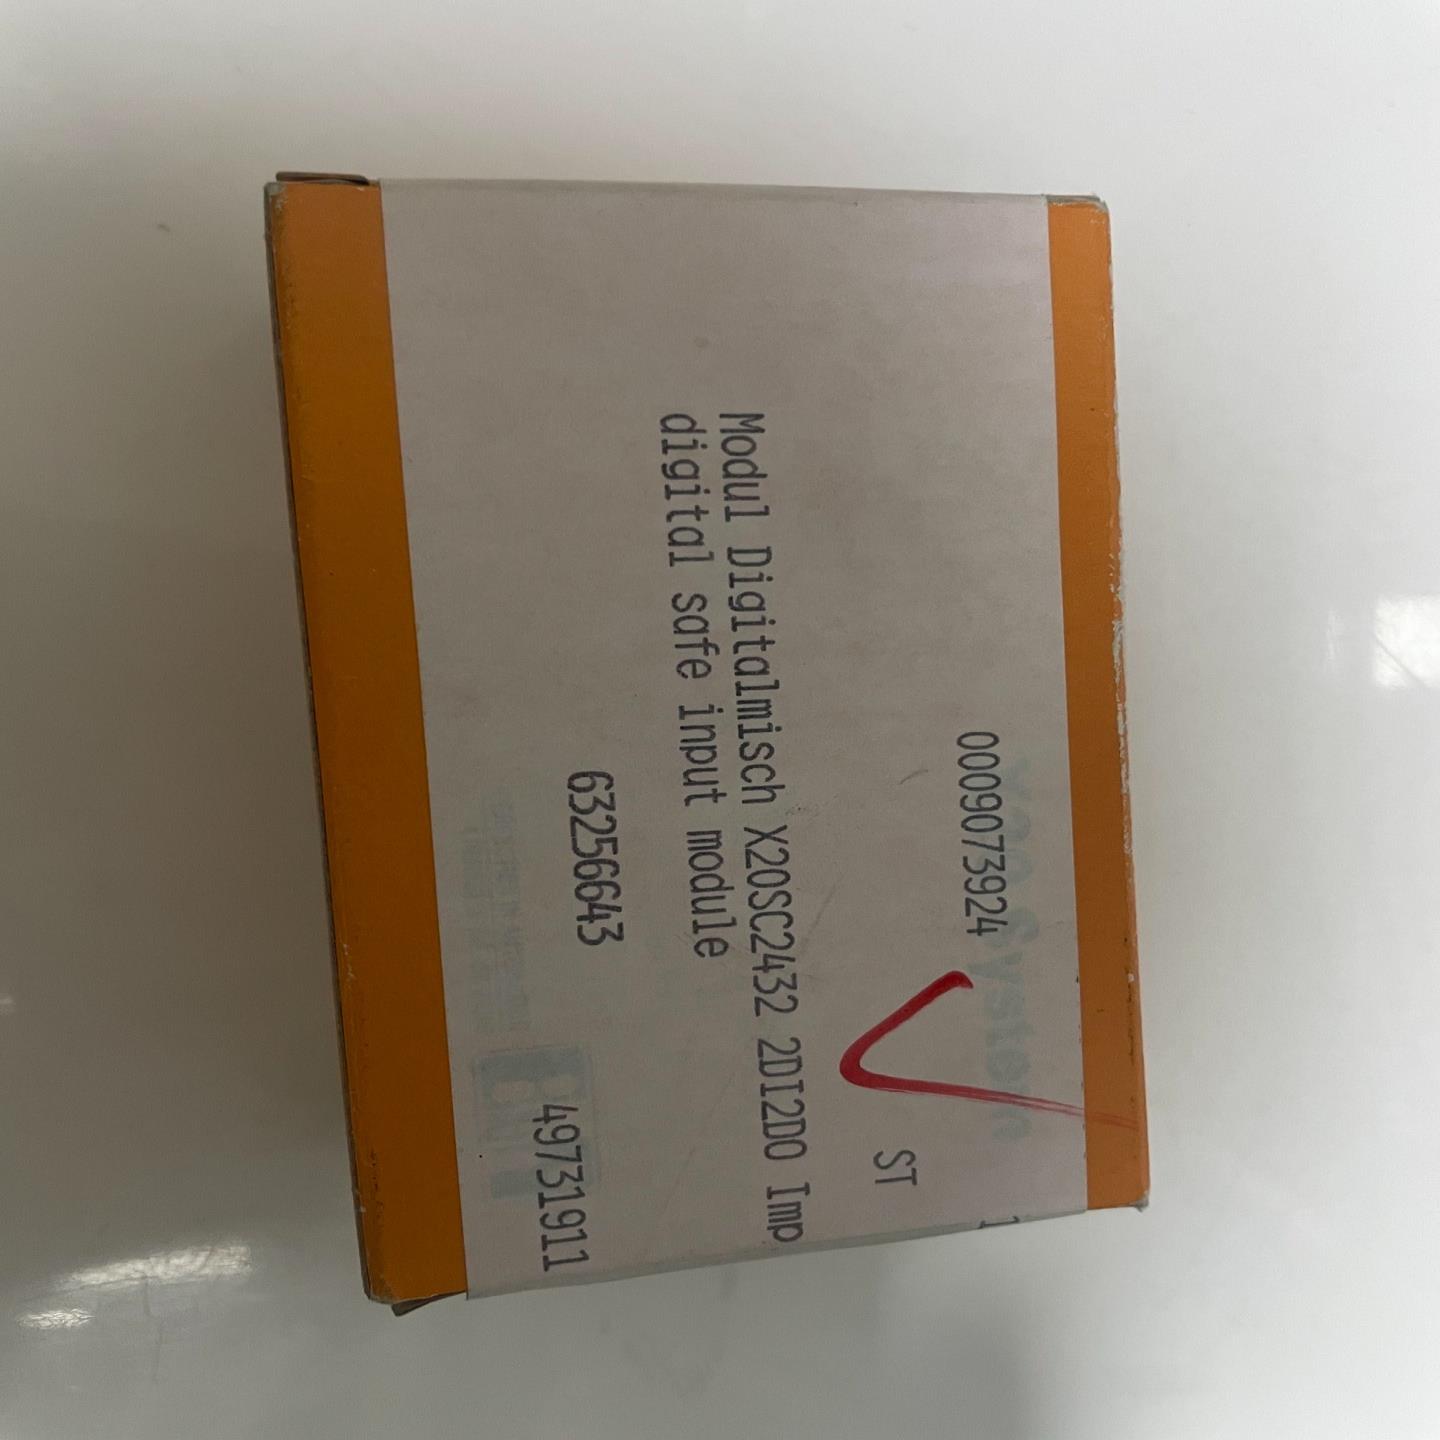 0009073924
ST
Modul Digitalmisch X20SC2432 2DI2DO Imp
digital safe input module
63256643
49731911